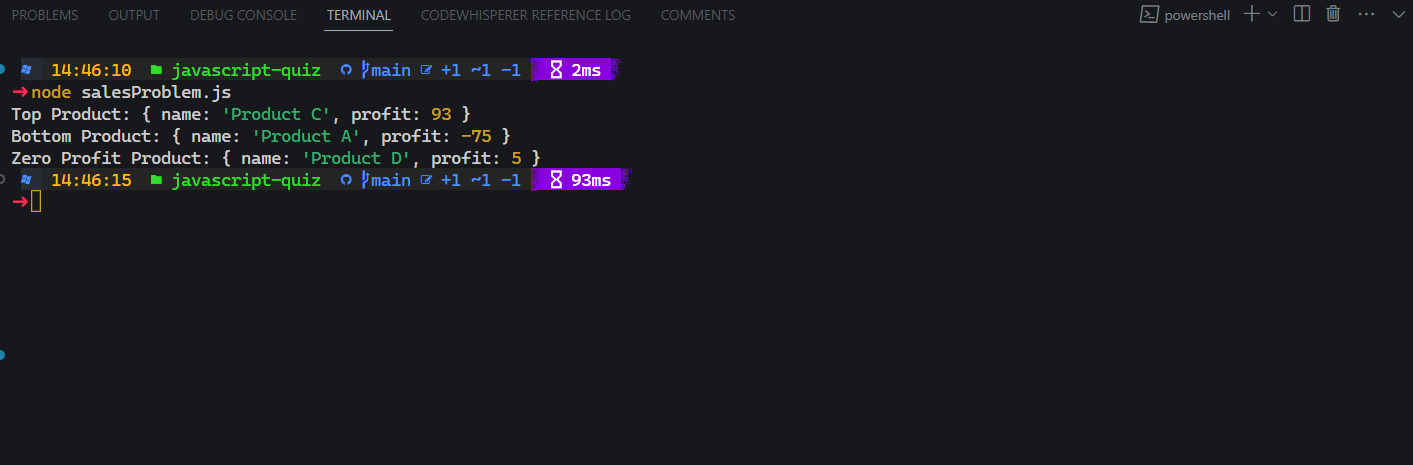 PROBLEMS OUTPUT DEBUG CONSOLE TERMINAL CODEWHISPERER REFERENCE LOG COMMENTS powershell
14:46:10 javascript-quiz main +1 ~1 -1 2ms
➜node salesProblem.js
Top Product: { name: 'Product C', profit: 93 }
Bottom Product: { name: 'Product A', profit: -75 }
Zero Profit Product: { name: 'Product D', profit: 5 }
14:46:15 javascript-quiz main +1 ~1 -1 93ms
➜